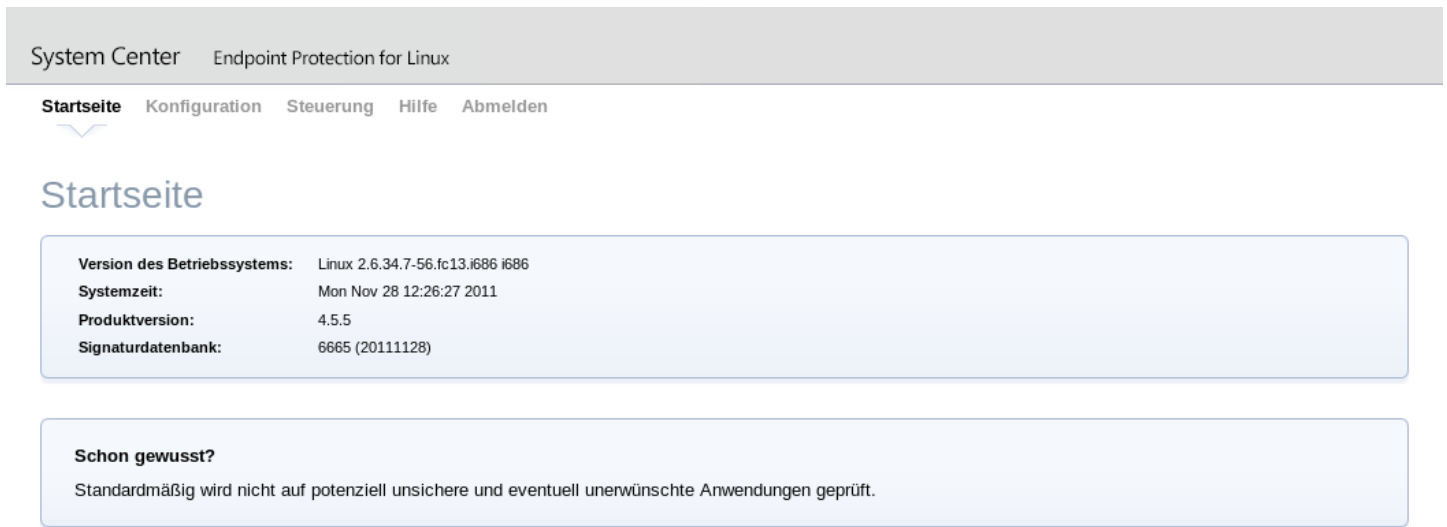 System Center Endpoint Protection for Linux
Startseite Konfiguration Steuerung Hilfe Abmelden
Startseite
Version des Betriebssystems: Linux 2.6.34.7-56.fc13.i686 i686
Systemzeit: Mon Nov 28 12:26:27 2011
Produktversion: 4.5.5
Signaturdatenbank: 6665 (20111128)
Schon gewusst?
Standardmäßig wird nicht auf potenziell unsichere und eventuell unerwünschte Anwendungen geprüft.